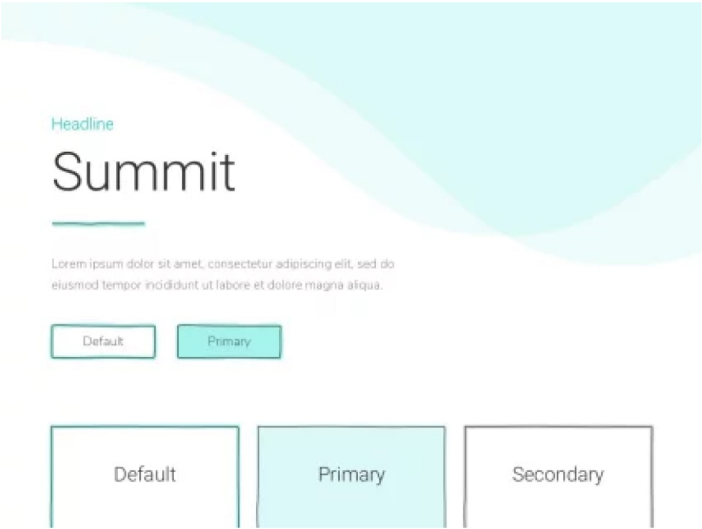 Headline
Summit
Lorem ipsum dolor sit amet, consectetur adipiscing elit, sed do
eiusmod tempor incididunt ut labore et dolore magna aliqua.
Default
Primary
Default
Primary
Secondary